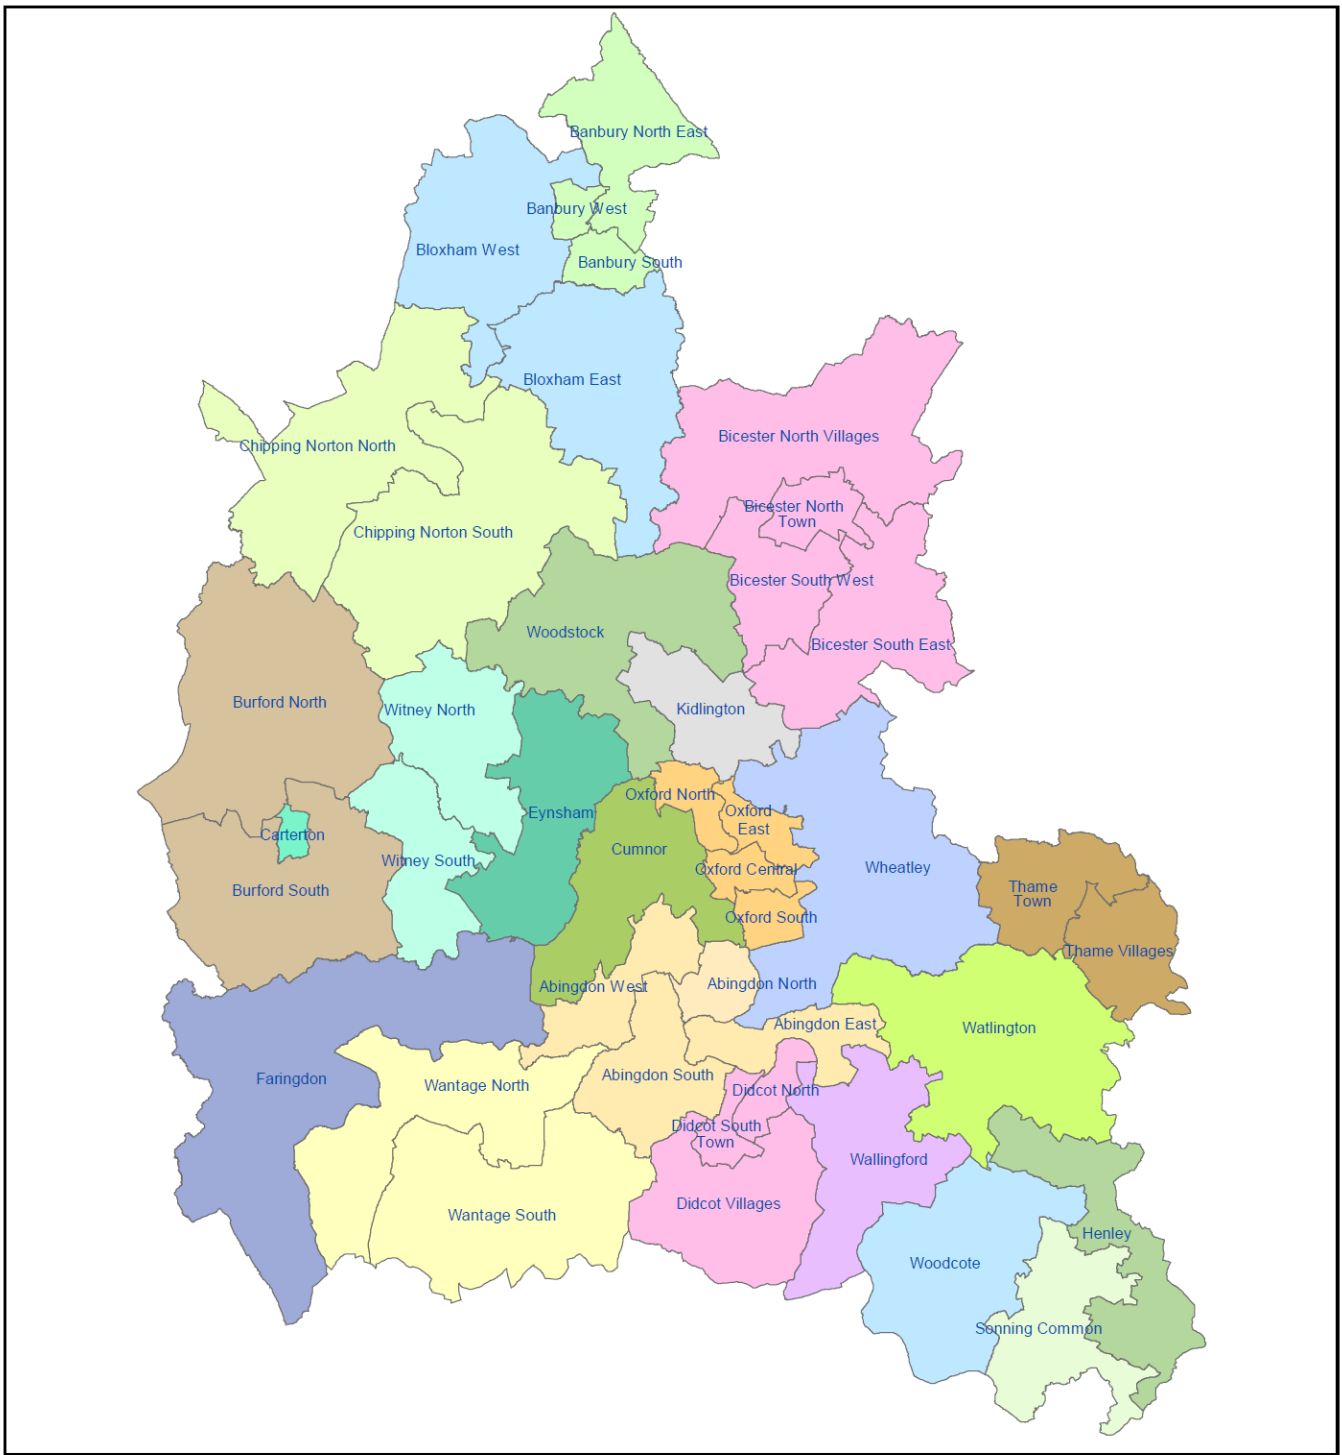 Banbury North East
Banbury West
Bloxham West
Banbury South
Bloxham East
Bicester North Villages
Chipping Norton North
Bicester North
Town
Chipping Norton South
Bicester South West
Woodstock
Bicester South East
Burford North
Witney North
Kidlington
Oxford North
Eynsham
Oxford
East
Carterton
Cumnor
Witney South
Oxford Central
Wheatley
Burford South
Thame
Town
Oxford South
Thame Villages
Abingdon West
Abingdon North
Abingdon East
Watlington
Faringdon
Wantage North
Abingdon South
Didcot North
Didcot South
Town
Wallingford
Didcot Villages
Wantage South
Henley
Woodcote
Sonning Common